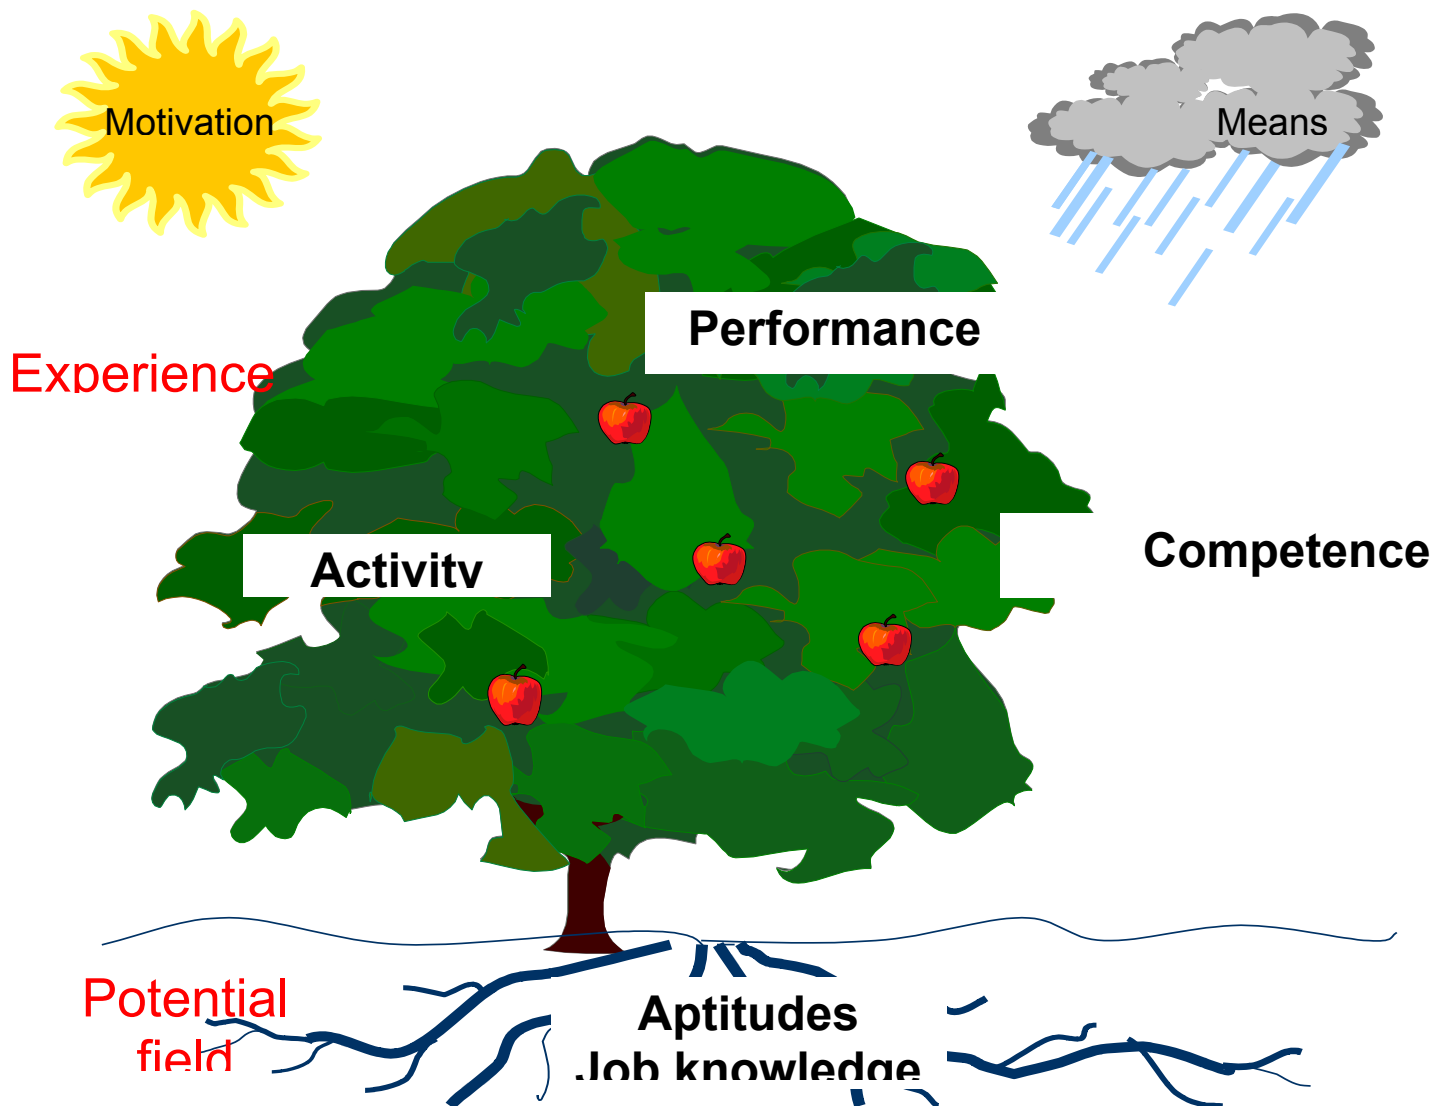 Motivation
Means
Performance
Experience
Activity
Competence
Potential
field
Aptitudes
Job knowledge